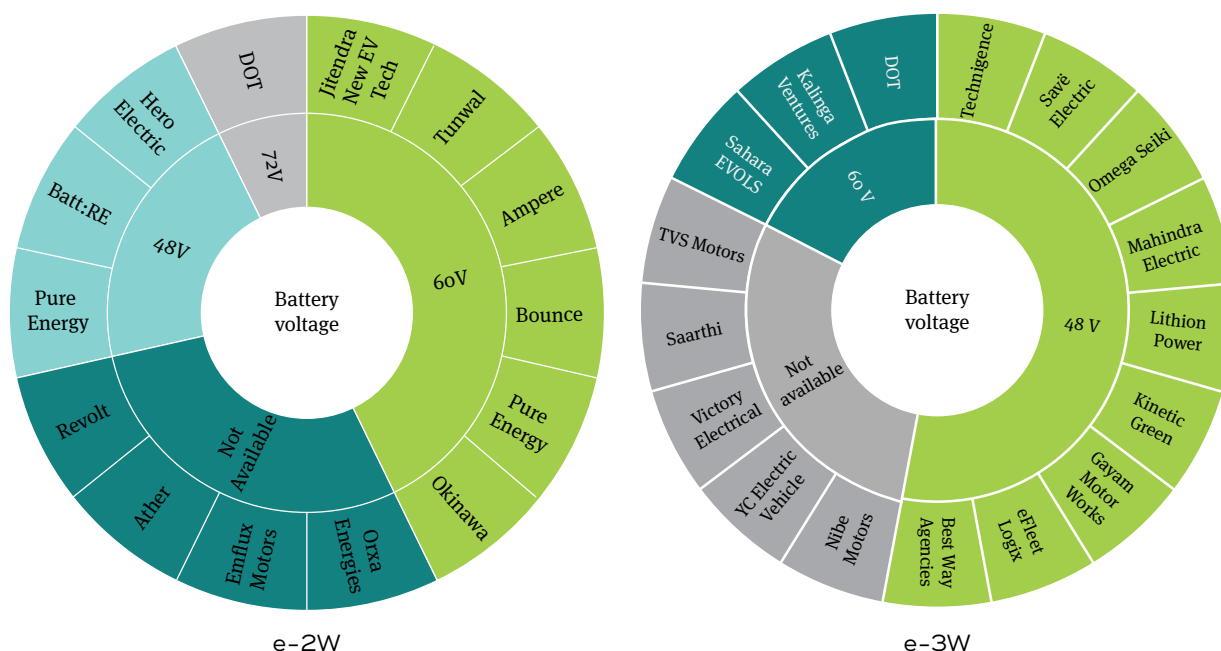 Battery
voltage
60V
Jitendra
New EV
Tech
Tunwal
Ampere
Bounce
Pure
Energy
Okinawa
Not
Available
Orxa
Energies
Emflux
Motors
Ather
Revolt
48V
Pure
Energy
Batt:RE
Hero
Electric
72V
DOT
e-2W
Battery
voltage
48 V
Technigence
Savë
Electric
Omega Seiki
Mahindra
Electric
Lithion
Power
Kinetic
Green
Gayam
Motor
Works
eFleet
Logix
Best Way
Agencies
Not
available
Nibe
Motors
YC Electric
Vehicle
Victory
Electrical
Saarthi
TVS Motors
60 V
Sahara
EVOLS
Kalinga
Ventures
DOT
e-3W